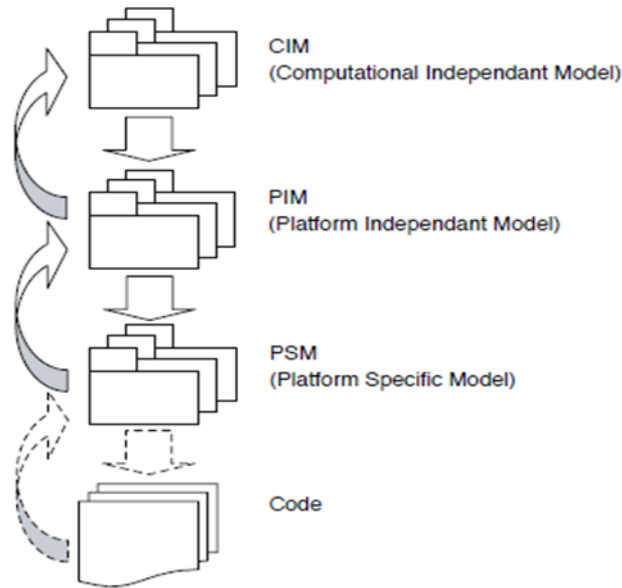 CIM
(Computational Independant Model)
PIM
(Platform Independant Model)
PSM
(Platform Specific Model)
Code